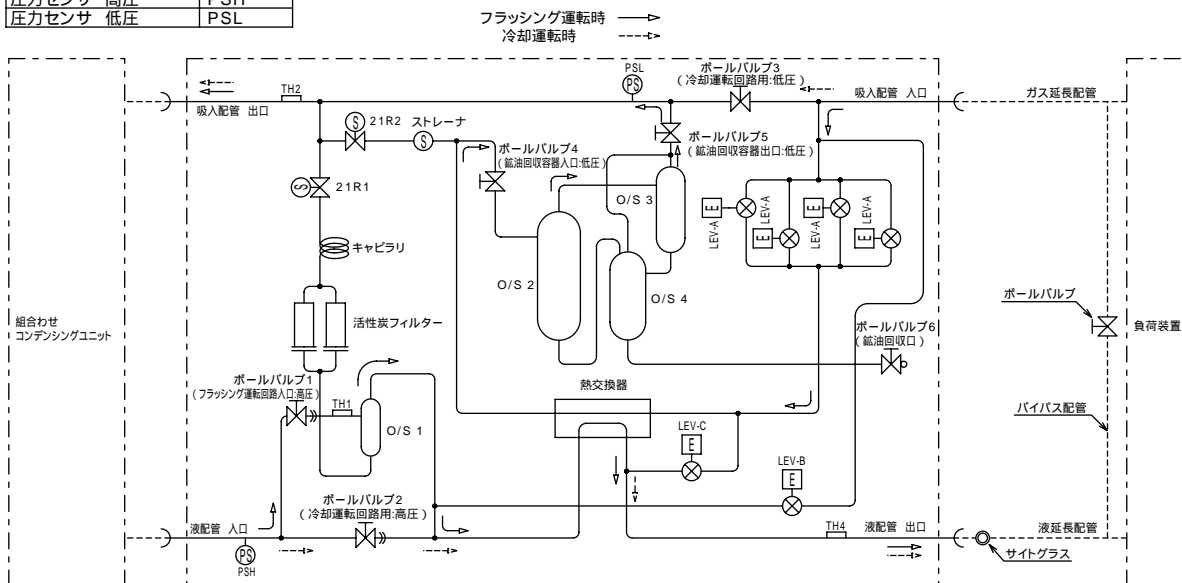 圧力センサ 高圧 PSH
圧力センサ 低圧 PSL
フラッシング運転時
冷却運転時
PSL
PS
ボールバルブ3
(冷却運転回路用:低圧)
TH2
吸入配管 出口
吸入配管 入口
ガス延長配管
S
21R2
ストレーナ
S
ボールバルブ4
(鉱油回収容器入口:低圧)
ボールバルブ5
(鉱油回収容器出口:低圧)
S
21R1
O/S 3
E
LEV-A
E
LEV-A
E
LEV-A
E
LEV-A
キャピラリ
O/S 2
O/S 4
ボールバルブ
組合わせ
コンデンシングユニット
活性炭フィルター
ボールバルブ6
(鉱油回収口)
負荷装置
ボールバルブ1
(フラッシング運転回路入口:高圧)
TH1
O/S 1
熱交換器
バイパス配管
LEV-C
E
LEV-B
E
ボールバルブ2
(冷却運転回路用:高圧)
液配管 入口
TH4
液配管 出口
液延長配管
PS
PSH
サイトグラス